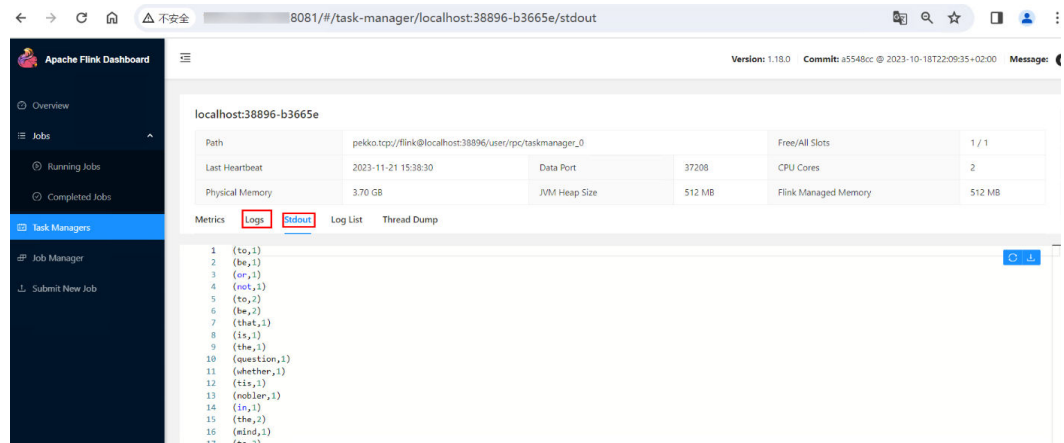 不安全 8081/#/task-manager/localhost:38896-b3665e/stdout
Apache Flink Dashboard
Version: 1.18.0 Commit: a5548cc @ 2023-10-18T22:09:35+02:00 Message:
Overview
Jobs
Running Jobs
Completed Jobs
Task Managers
Job Manager
Submit New Job
localhost:38896-b3665e
Path pekko.tcp://flink@localhost:38896/user/rpc/taskmanager_0 Free/All Slots 1 / 1
Last Heartbeat 2023-11-21 15:38:30 Data Port 37208 CPU Cores 2
Physical Memory 3.70 GB JVM Heap Size 512 MB Flink Managed Memory 512 MB
Metrics Logs Stdout Log List Thread Dump
1 (to,1)
2 (be,1)
3 (or,1)
4 (not,1)
5 (to,2)
6 (be,2)
7 (that,1)
8 (is,1)
9 (the,1)
10 (question,1)
11 (whether,1)
12 (tis,1)
13 (nobler,1)
14 (in,1)
15 (the,2)
16 (mind,1)